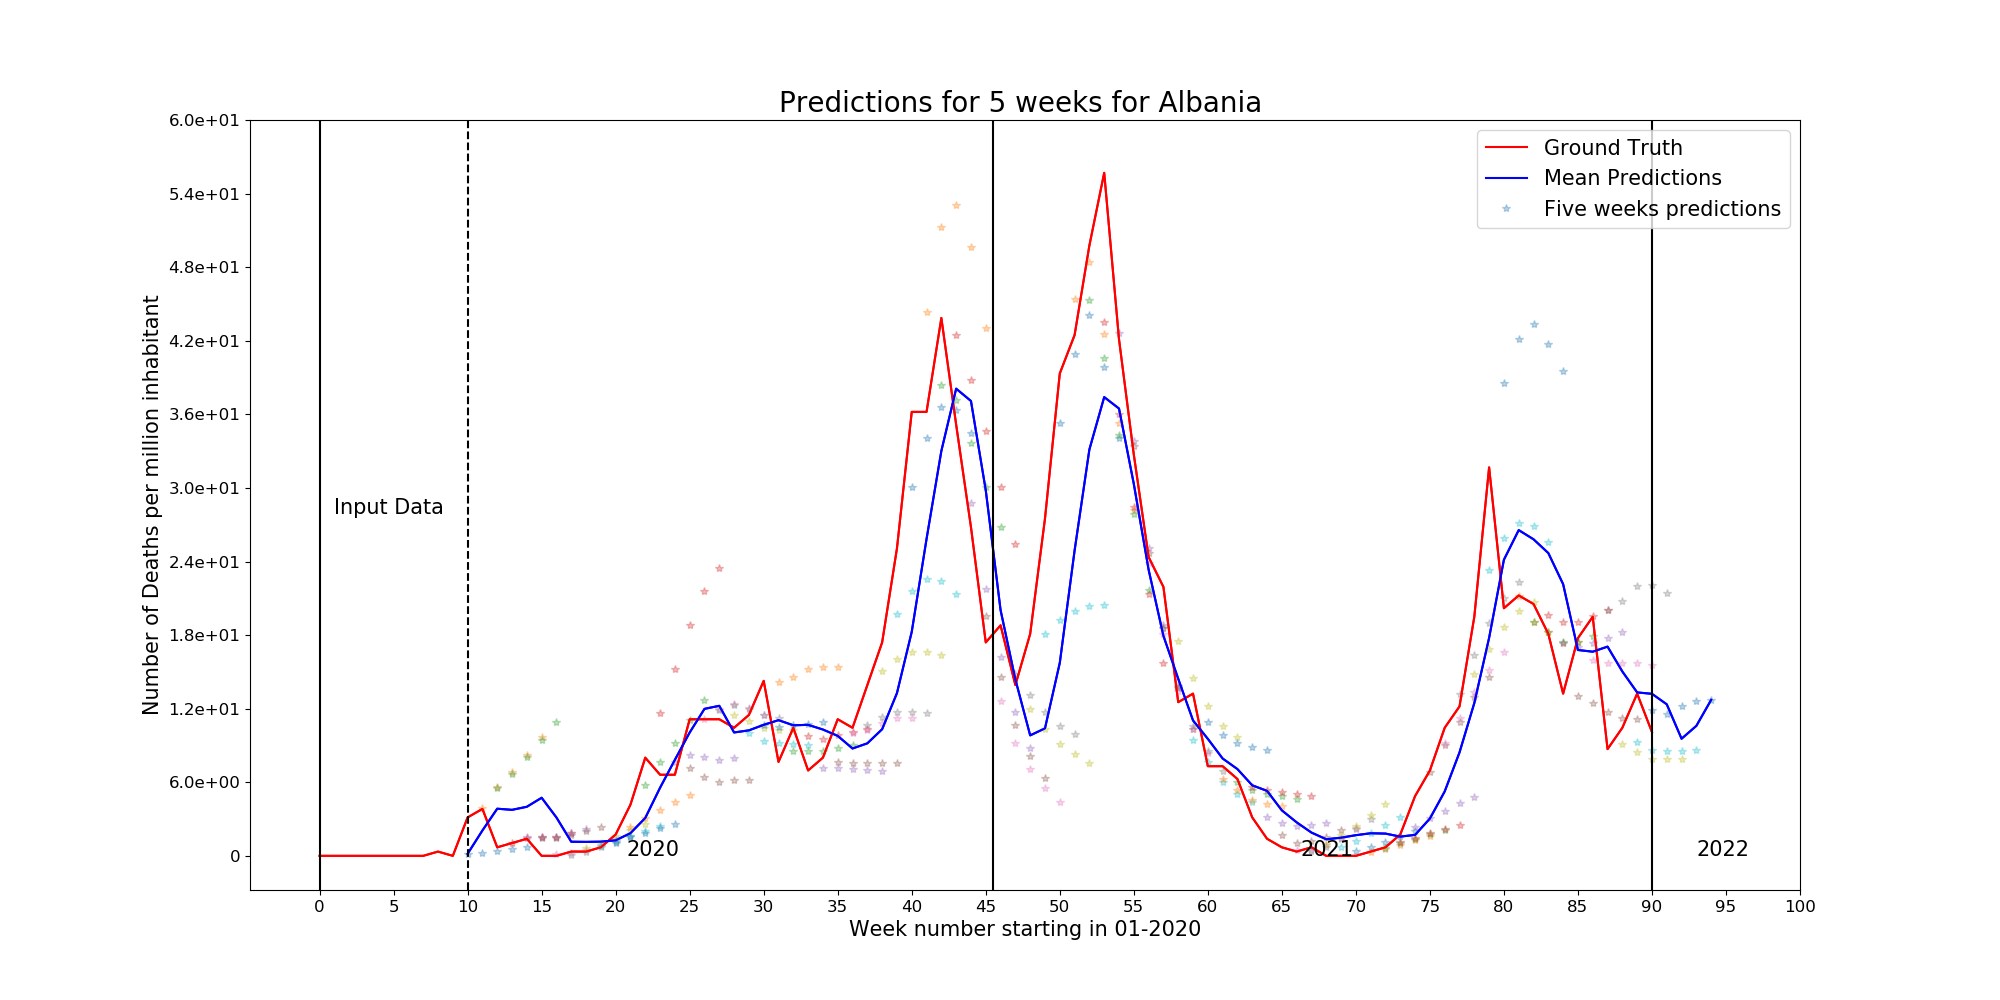 Predictions for 5 weeks for Albania
6.0e+01
5.4e+01
4.8e+01
4.2e+01
3.6e+01
3.0e+01
2.4e+01
1.8e+01
1.2e+01
6.0e+00
0
Number of Deaths per million inhabitant
Ground Truth
Mean Predictions
Five weeks predictions
Input Data
2020
2021
2022
0 5 10 15 20 25 30 35 40 45 50 55 60 65 70 75 80 85 90 95 100
Week number starting in 01-2020